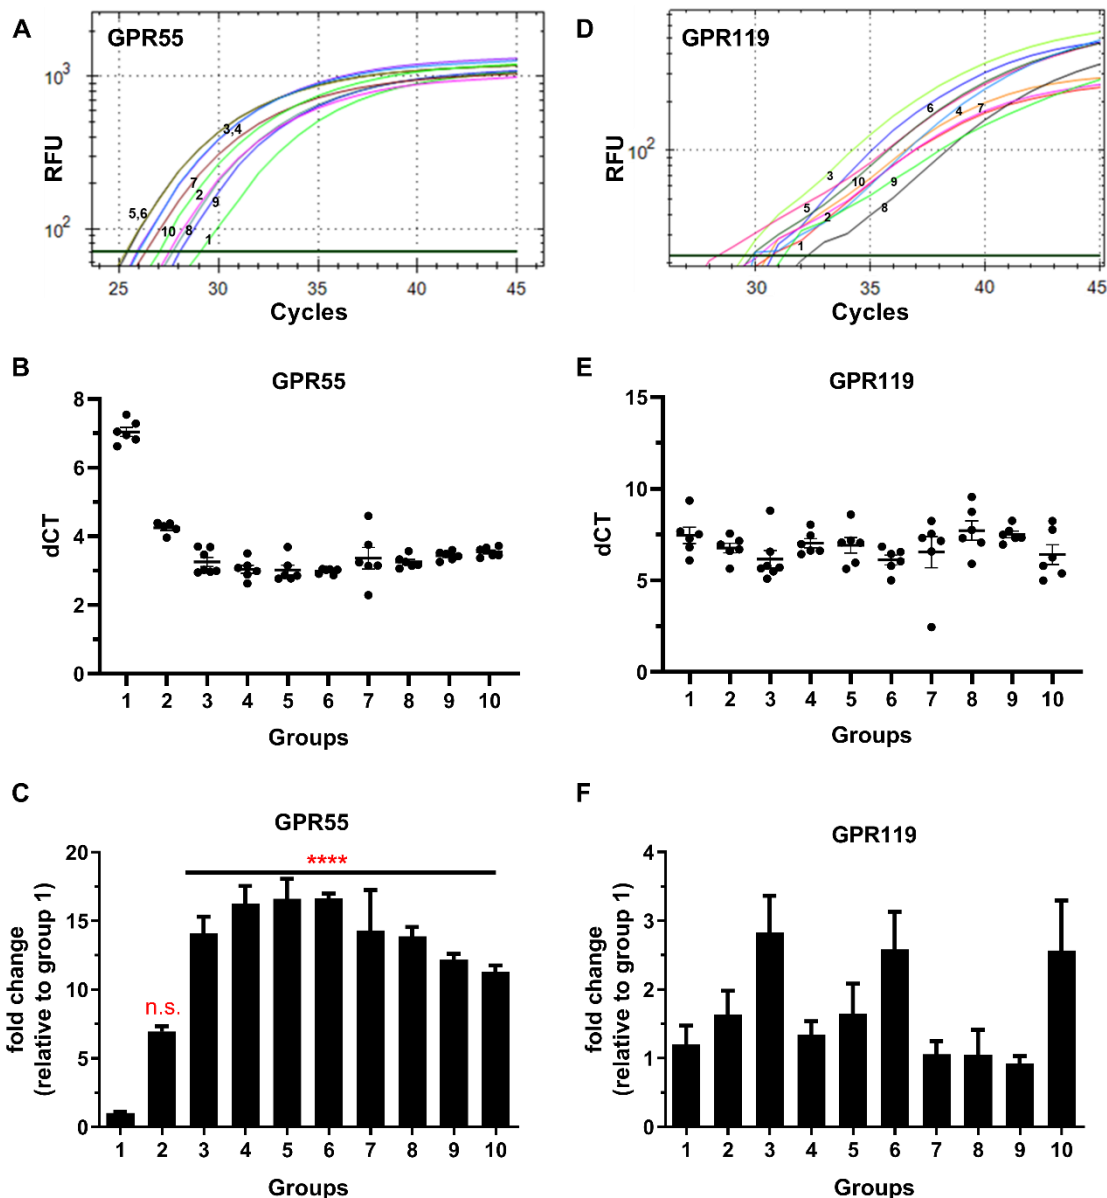 A
GPR55
RFU
10³
10²
3,4
7
2
5,6
9
10
8
1
25
30
35
40
45
Cycles
D
GPR119
RFU
10²
6
4
7
3
10
9
5
2
8
1
30
35
40
45
Cycles
B
GPR55
dCT
8
6
4
2
0
1 2 3 4 5 6 7 8 9 10
Groups
E
GPR119
dCT
15
10
5
0
1 2 3 4 5 6 7 8 9 10
Groups
C
GPR55
fold change
(relative to group 1)
20
15
10
5
0
n.s.
****
1 2 3 4 5 6 7 8 9 10
Groups
F
GPR119
fold change
(relative to group 1)
4
3
2
1
0
1 2 3 4 5 6 7 8 9 10
Groups